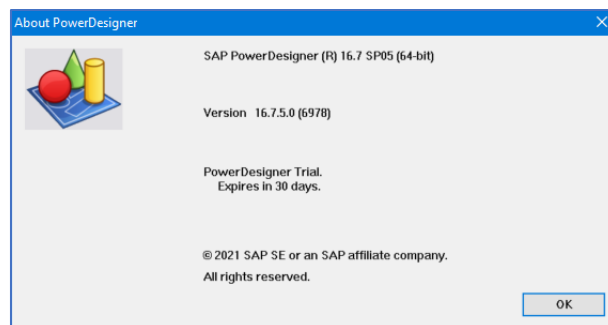 About PowerDesigner
SAP PowerDesigner (R) 16.7 SP05 (64-bit)
Version 16.7.5.0 (6978)
PowerDesigner Trial.
Expires in 30 days.
© 2021 SAP SE or an SAP affiliate company.
All rights reserved.
OK